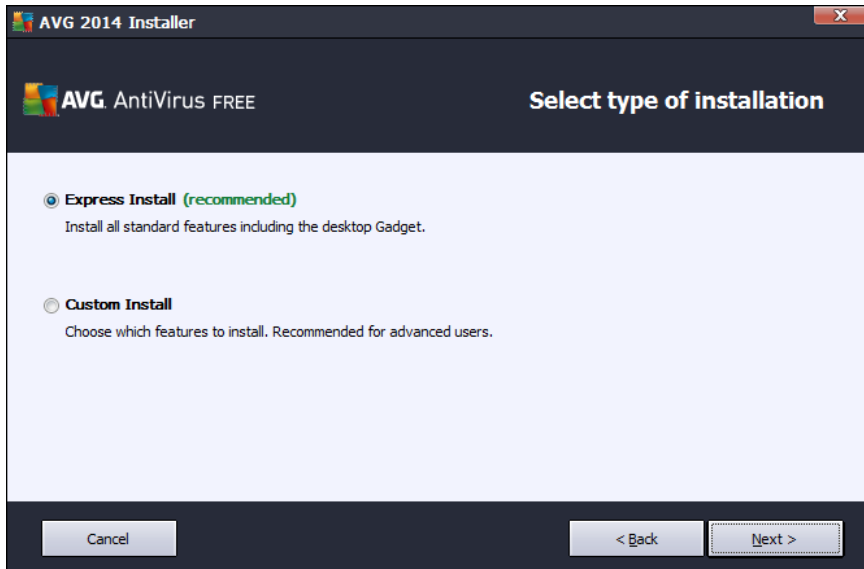 AVG 2014 Installer
X
AVG. AntiVirus FREE
Select type of installation
Express Install (recommended)
Install all standard features including the desktop Gadget.
Custom Install
Choose which features to install. Recommended for advanced users.
Cancel
< Back
Next >